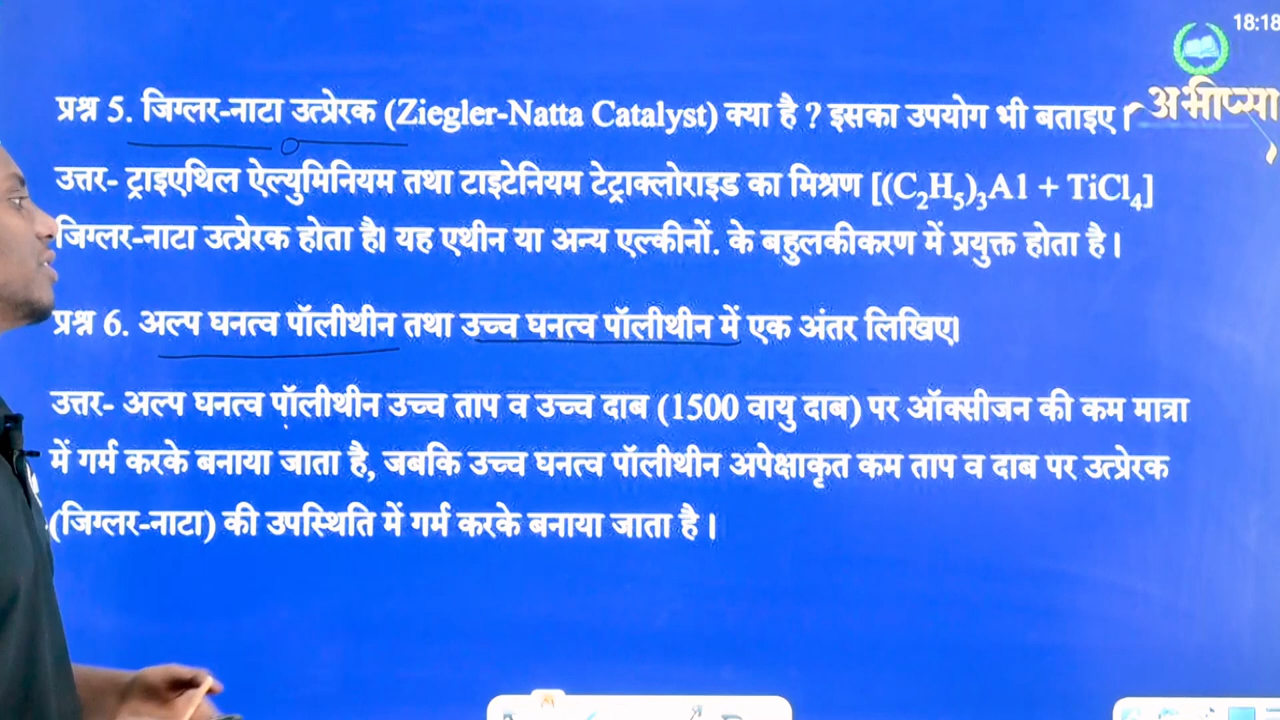 18:18
अभीप्सा
प्रश्न 5. जिग्लर-नाटा उत्प्रेरक (Ziegler-Natta Catalyst) क्या है ? इसका उपयोग भी बताइए।
उत्तर- ट्राइएथिल ऐल्युमिनियम तथा टाइटेनियम टेट्राक्लोराइड का मिश्रण [(C₂H₅)₃A1 + TiCl₄]
जिग्लर-नाटा उत्प्रेरक होता है। यह एथीन या अन्य एल्कीनों. के बहुलकीकरण में प्रयुक्त होता है।
प्रश्न 6. अल्प घनत्व पॉलीथीन तथा उच्च घनत्व पॉलीथीन में एक अंतर लिखिए।
उत्तर- अल्प घनत्व पॉलीथीन उच्च ताप व उच्च दाब (1500 वायु दाब) पर ऑक्सीजन की कम मात्रा
में गर्म करके बनाया जाता है, जबकि उच्च घनत्व पॉलीथीन अपेक्षाकृत कम ताप व दाब पर उत्प्रेरक
(जिग्लर-नाटा) की उपस्थिति में गर्म करके बनाया जाता है।